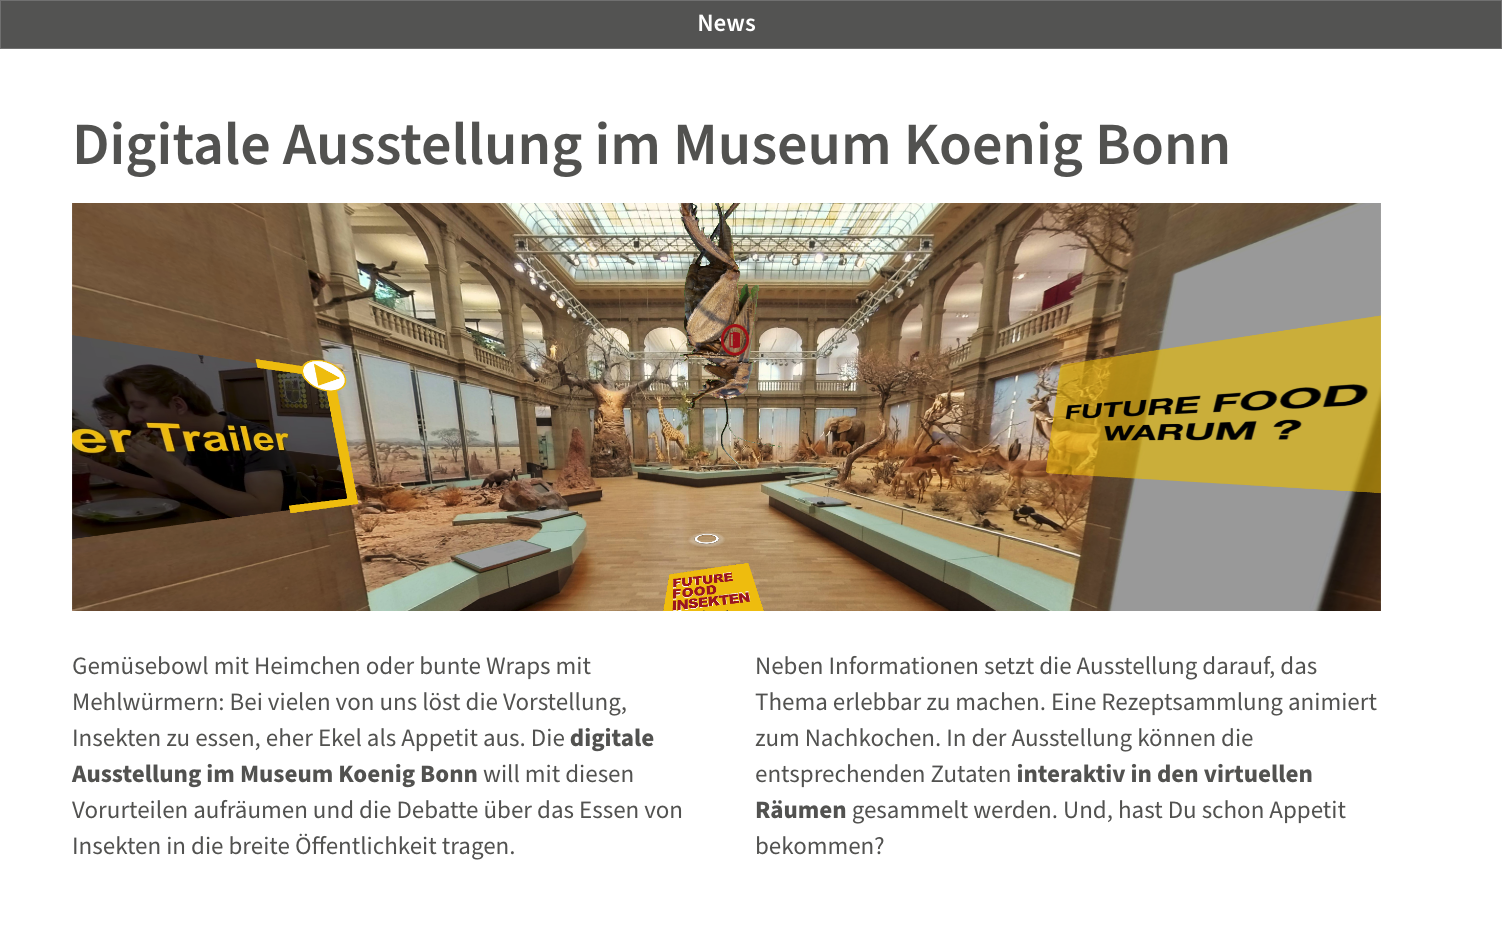 News
Digitale Ausstellung im Museum Koenig Bonn
er Trailer
FUTURE FOOD
WARUM ?
FUTURE
FOOD
INSEKTEN
Gemüsebowl mit Heimchen oder bunte Wraps mit
Mehlwürmern: Bei vielen von uns löst die Vorstellung,
Insekten zu essen, eher Ekel als Appetit aus. Die digitale
Ausstellung im Museum Koenig Bonn will mit diesen
Vorurteilen aufräumen und die Debatte über das Essen von
Insekten in die breite Öffentlichkeit tragen.
Neben Informationen setzt die Ausstellung darauf, das
Thema erlebbar zu machen. Eine Rezeptsammlung animiert
zum Nachkochen. In der Ausstellung können die
entsprechenden Zutaten interaktiv in den virtuellen
Räumen gesammelt werden. Und, hast Du schon Appetit
bekommen?